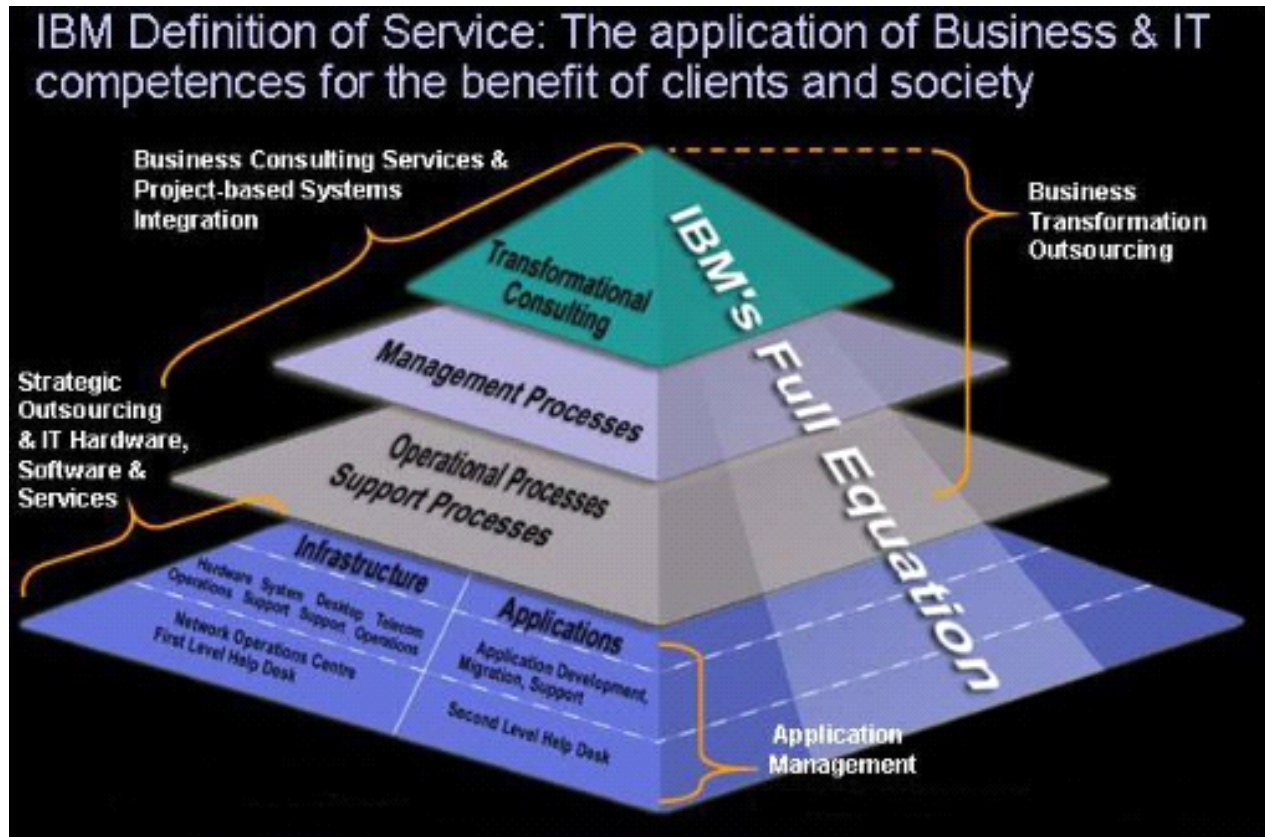 IBM Definition of Service: The application of Business & IT
competences for the benefit of clients and society
Business Consulting Services &
Project-based Systems
Integration
Business
Transformation
Outsourcing
Transformational
Consulting
IBM's Full Equation
Management Processes
Strategic
Outsourcing
& IT Hardware,
Software &
Services
Operational Processes
Support Processes
Infrastructure
Hardware System Desktop Telecom
Operations Support Support Operations
Network Operations Centre
First Level Help Desk
Applications
Application Development,
Migration, Support
Second Level Help Desk
Application
Management